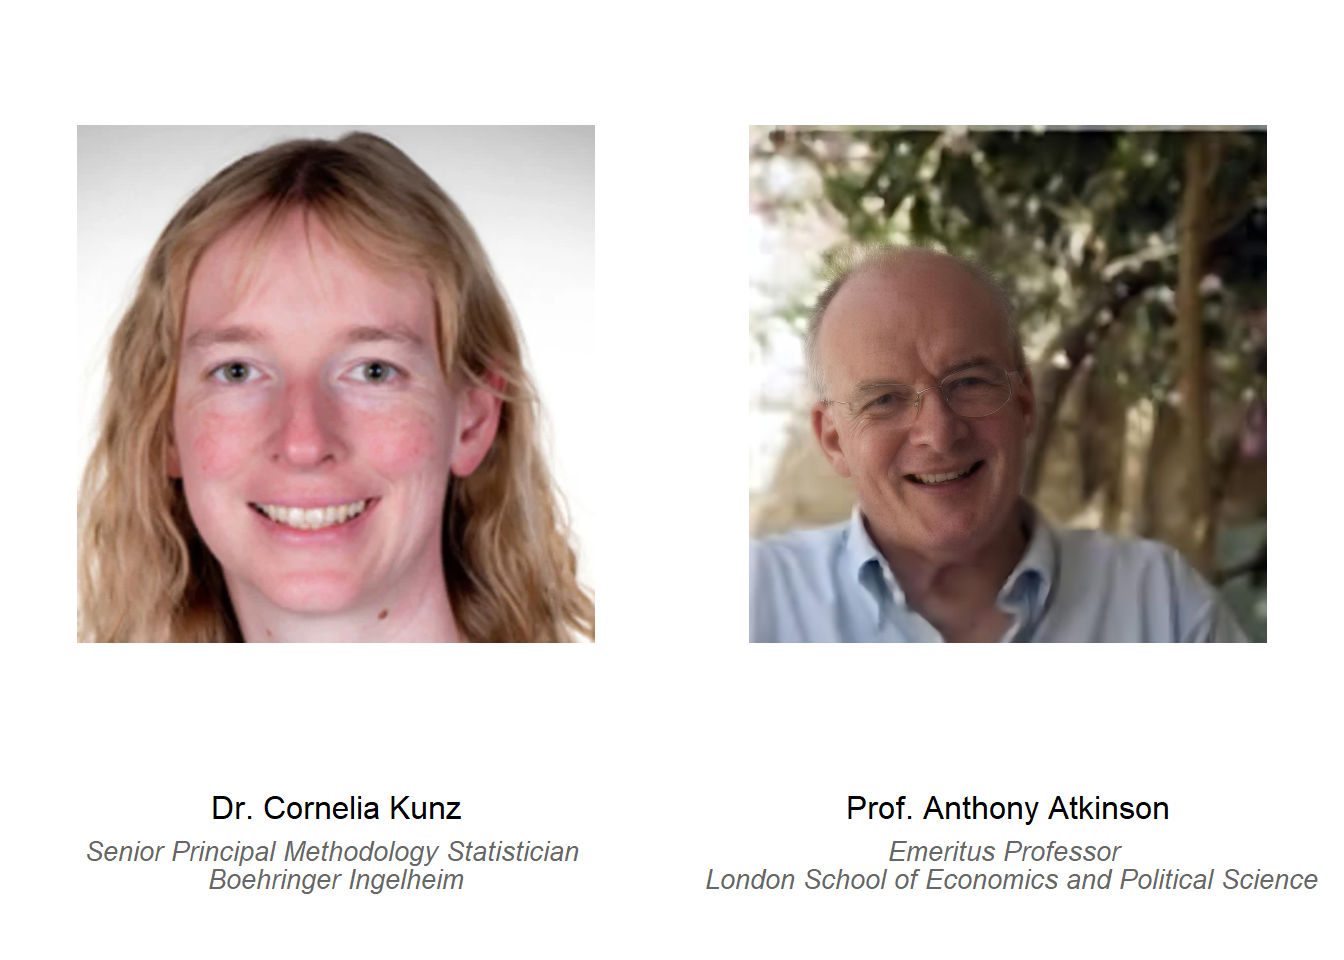 Dr. Cornelia Kunz
Senior Principal Methodology Statistician
Boehringer Ingelheim
Prof. Anthony Atkinson
Emeritus Professor
London School of Economics and Political Science